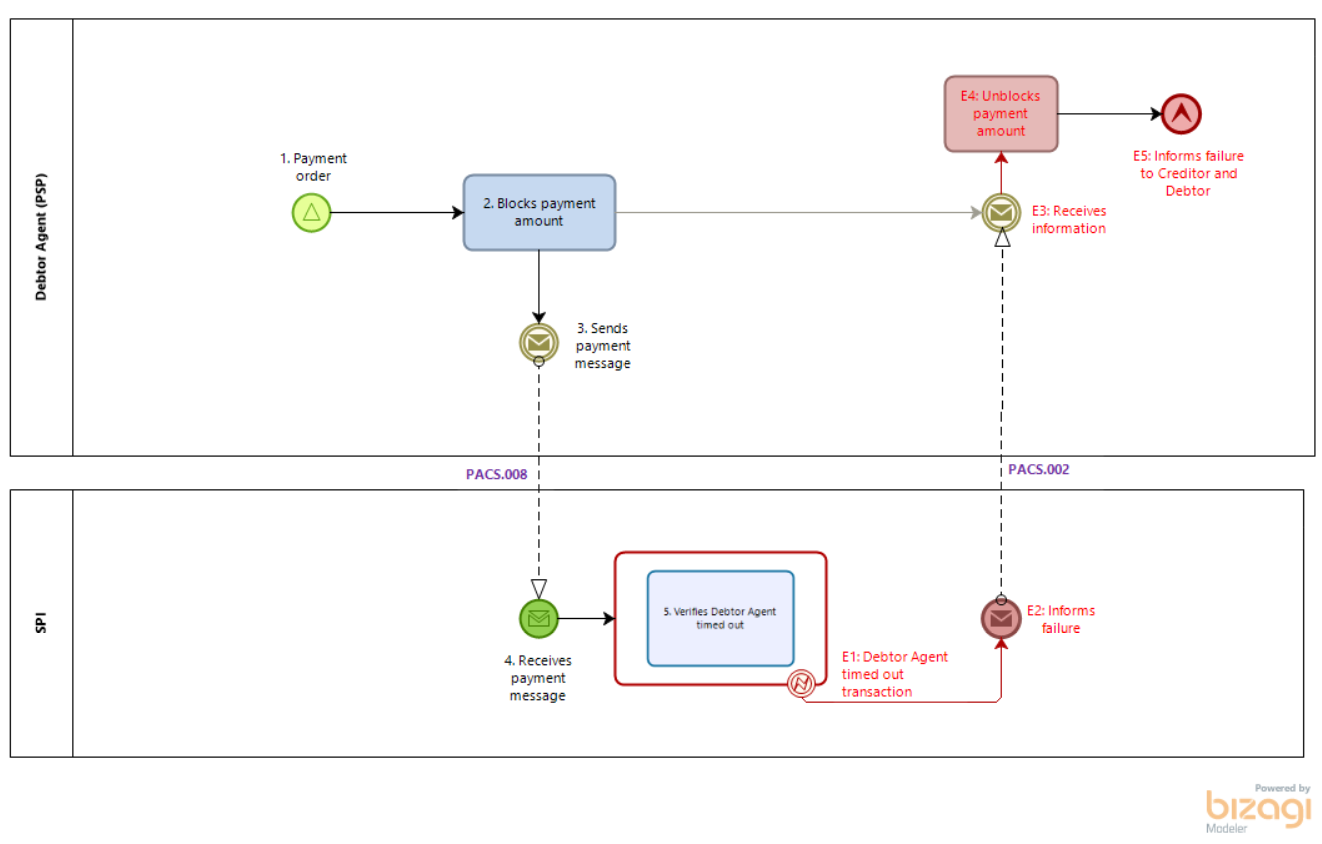 Debtor Agent (PSP)
1. Payment
order
2. Blocks payment
amount
3. Sends
payment
message
E4: Unblocks
payment
amount
E5: Informs failure
to Creditor and
Debtor
E3: Receives
information
PACS.008
PACS.002
SPI
4. Receives
payment
message
5. Verifies Debtor Agent
timed out
E1: Debtor Agent
timed out
transaction
E2: Informs
failure
Powered by
bizagi
Modeler